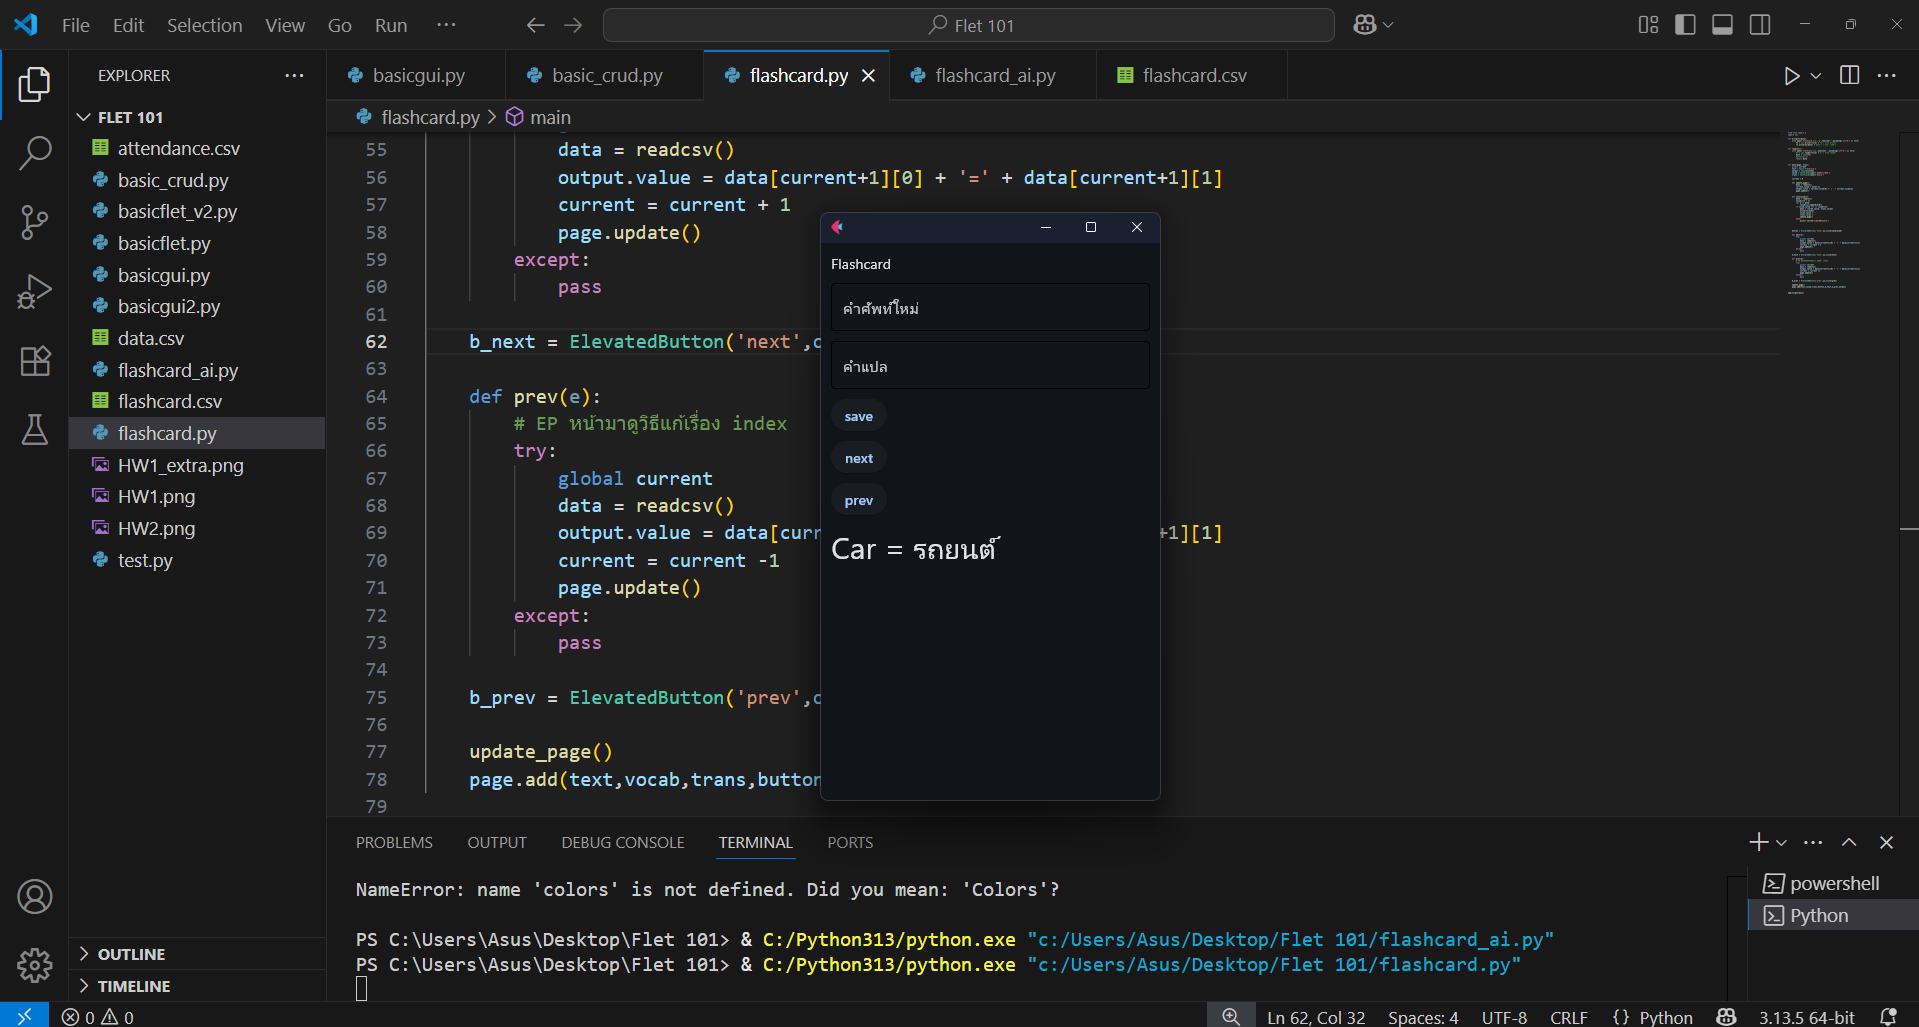 File Edit Selection View Go Run ···
Flet 101
EXPLORER
FLET 101
attendance.csv
basic_crud.py
basicflet_v2.py
basicflet.py
basicgui.py
basicgui2.py
data.csv
flashcard_ai.py
flashcard.csv
flashcard.py
HW1_extra.png
HW1.png
HW2.png
test.py
OUTLINE
TIMELINE
basicgui.py basic_crud.py flashcard.py flashcard_ai.py flashcard.csv
flashcard.py > main
55 data = readcsv()
56 output.value = data[current+1][0] + '=' + data[current+1][1]
57 current = current + 1
58 page.update()
59 except:
60 pass
61
62 b_next = ElevatedButton('next',
63
64 def prev(e):
65 # EP หน้ามาดูวิธีแก้เรื่อง index
66 try:
67 global current
68 data = readcsv()
69 output.value = data[curr +1][1]
70 current = current -1
71 page.update()
72 except:
73 pass
74
75 b_prev = ElevatedButton('prev',
76
77 update_page()
78 page.add(text,vocab,trans,button
79
Flashcard
คำศัพท์ใหม่
คำแปล
save
next
prev
Car = รถยนต์
PROBLEMS OUTPUT DEBUG CONSOLE TERMINAL PORTS
NameError: name 'colors' is not defined. Did you mean: 'Colors'?
PS C:\Users\Asus\Desktop\Flet 101> & C:/Python313/python.exe "c:/Users/Asus/Desktop/Flet 101/flashcard_ai.py"
PS C:\Users\Asus\Desktop\Flet 101> & C:/Python313/python.exe "c:/Users/Asus/Desktop/Flet 101/flashcard.py"
powershell
Python
0 0 Ln 62, Col 32 Spaces: 4 UTF-8 CRLF {} Python 3.13.5 64-bit